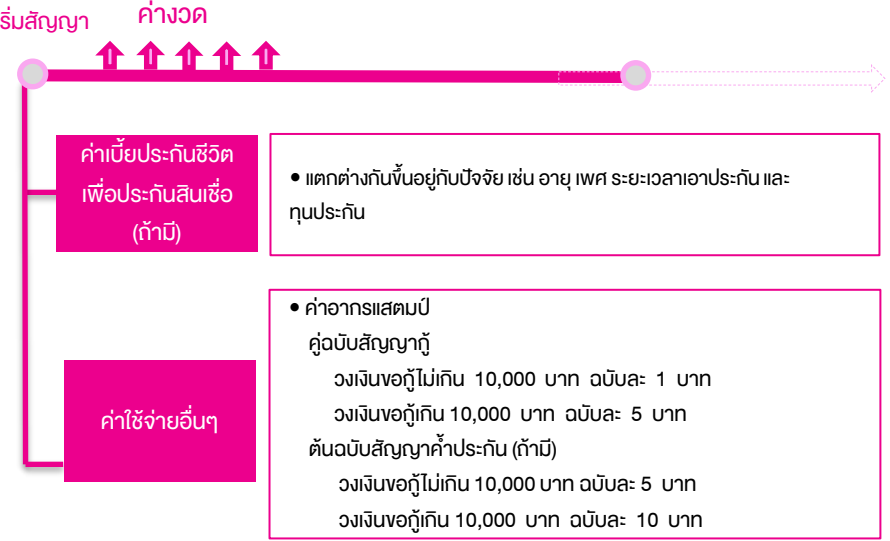 ริ่มสัญญา
ค่างวด
ค่าเบี้ยประกันชีวิต
เพื่อประกันสินเชื่อ
(ถ้ามี)
• แตกต่างกันขึ้นอยู่กับปัจจัย เช่น อายุ เพศ ระยะเวลาเอาประกัน และ
ทุนประกัน
ค่าใช้จ่ายอื่นๆ
• ค่าอากรแสตมป์
คู่ฉบับสัญญากู้
วงเงินขอกู้ไม่เกิน 10,000 บาท ฉบับละ 1 บาท
วงเงินขอกู้เกิน 10,000 บาท ฉบับละ 5 บาท
ต้นฉบับสัญญาค้ำประกัน (ถ้ามี)
วงเงินขอกู้ไม่เกิน 10,000 บาท ฉบับละ 5 บาท
วงเงินขอกู้เกิน 10,000 บาท ฉบับละ 10 บาท